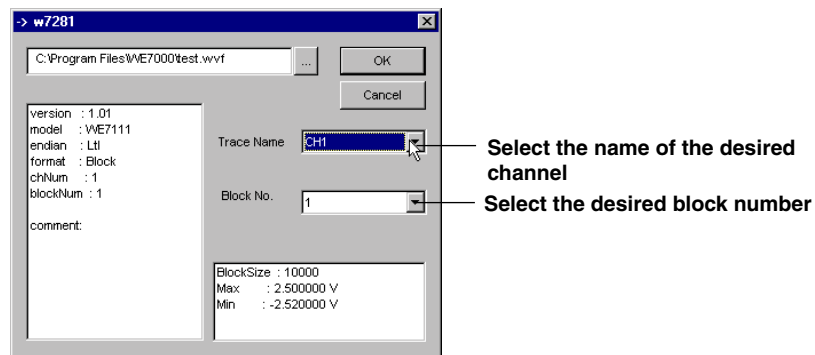 -> w7281
C:\Program Files\WE7000\test.wvf
...
OK
Cancel
version : 1.01
model : WE7111
endian : Ltl
format : Block
chNum : 1
blockNum : 1
comment:
Trace Name
CH1
Select the name of the desired
channel
Block No.
1
Select the desired block number
BlockSize : 10000
Max : 2.500000 V
Min : -2.520000 V